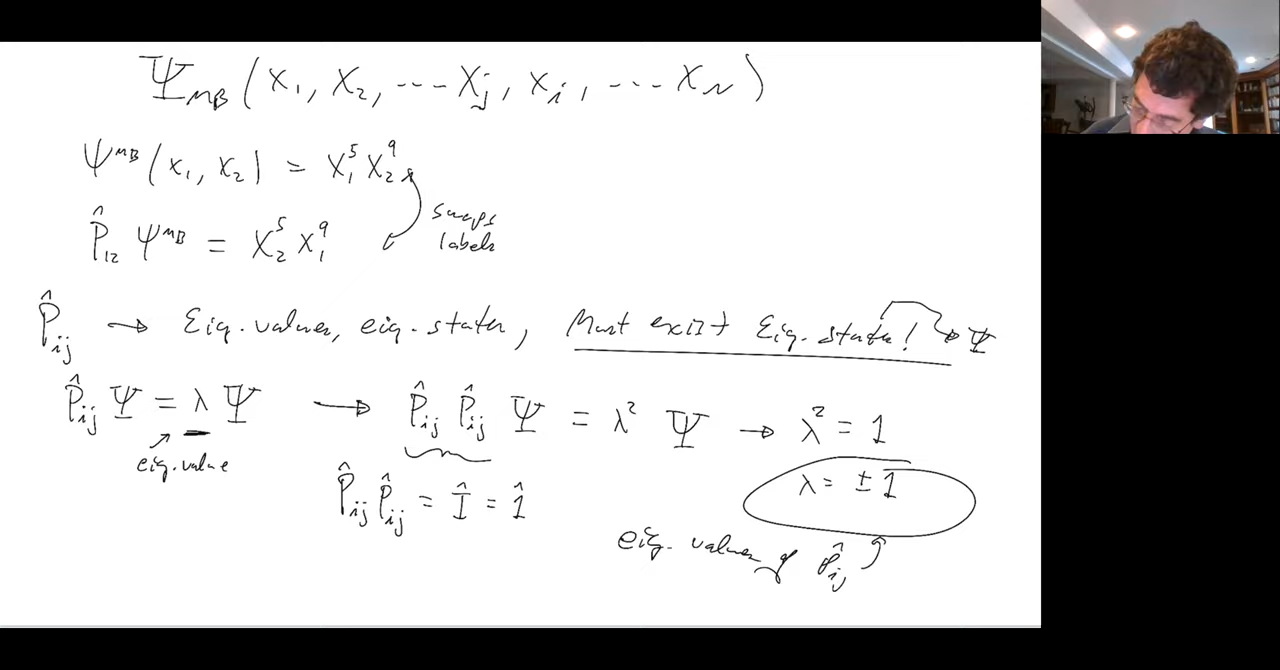 Ψ_MB (x₁, x₂, ... x_j, x_i, ... x_N)
Ψ^MB (x₁, x₂) = x₁⁵ x₂⁹
swaps
labels
P̂₁₂ Ψ^MB = x₂⁵ x₁⁹
P̂_ij → Eig. values, eig. states, Must exist Eig. states! → Ψ
P̂_ij Ψ = λ Ψ → P̂_ij P̂_ij Ψ = λ² Ψ → λ² = 1
eig. value
P̂_ij P̂_ij = Î = 1̂
λ = ± 1
eig. values of P̂_ij